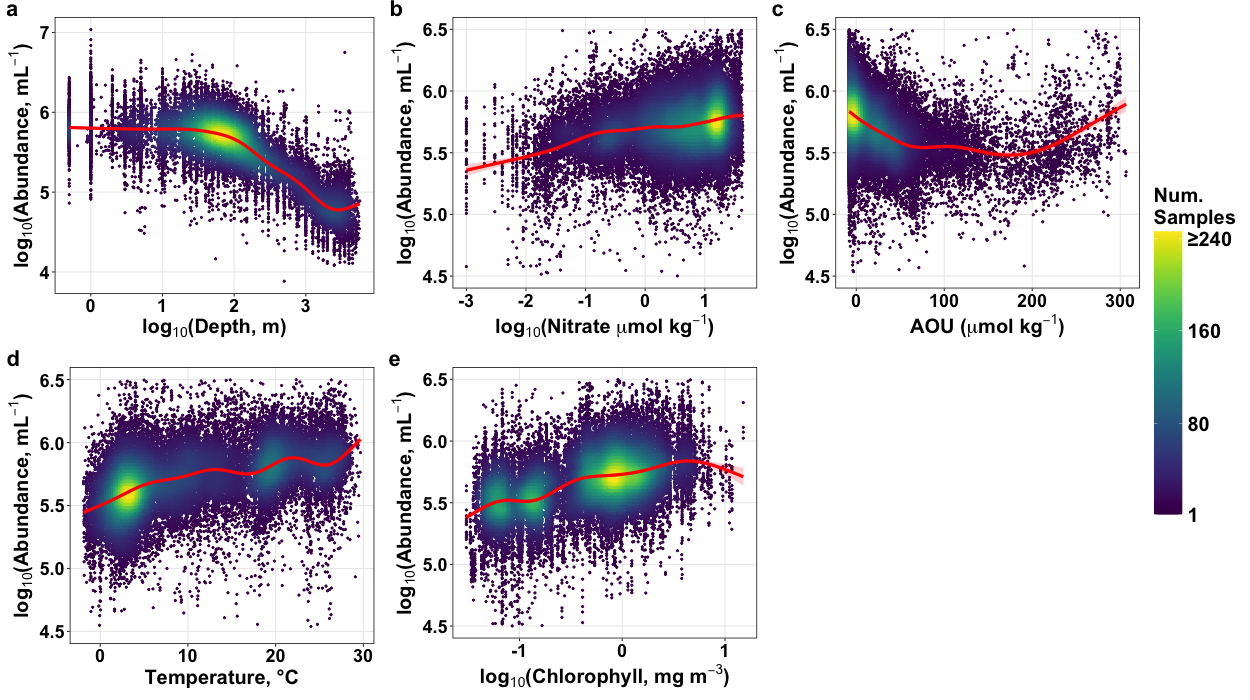 a
7
6
5
4
log₁₀(Abundance, mL⁻¹)
0 1 2 3
log₁₀(Depth, m)
b
6.5
6.0
5.5
5.0
4.5
log₁₀(Abundance, mL⁻¹)
-3 -2 -1 0 1
log₁₀(Nitrate μmol kg⁻¹)
c
6.5
6.0
5.5
5.0
4.5
log₁₀(Abundance, mL⁻¹)
0 100 200 300
AOU (μmol kg⁻¹)
d
6.5
6.0
5.5
5.0
4.5
log₁₀(Abundance, mL⁻¹)
0 10 20 30
Temperature, °C
e
6.5
6.0
5.5
5.0
4.5
log₁₀(Abundance, mL⁻¹)
-1 0 1
log₁₀(Chlorophyll, mg m⁻³)
Num.
Samples
≥240
160
80
1